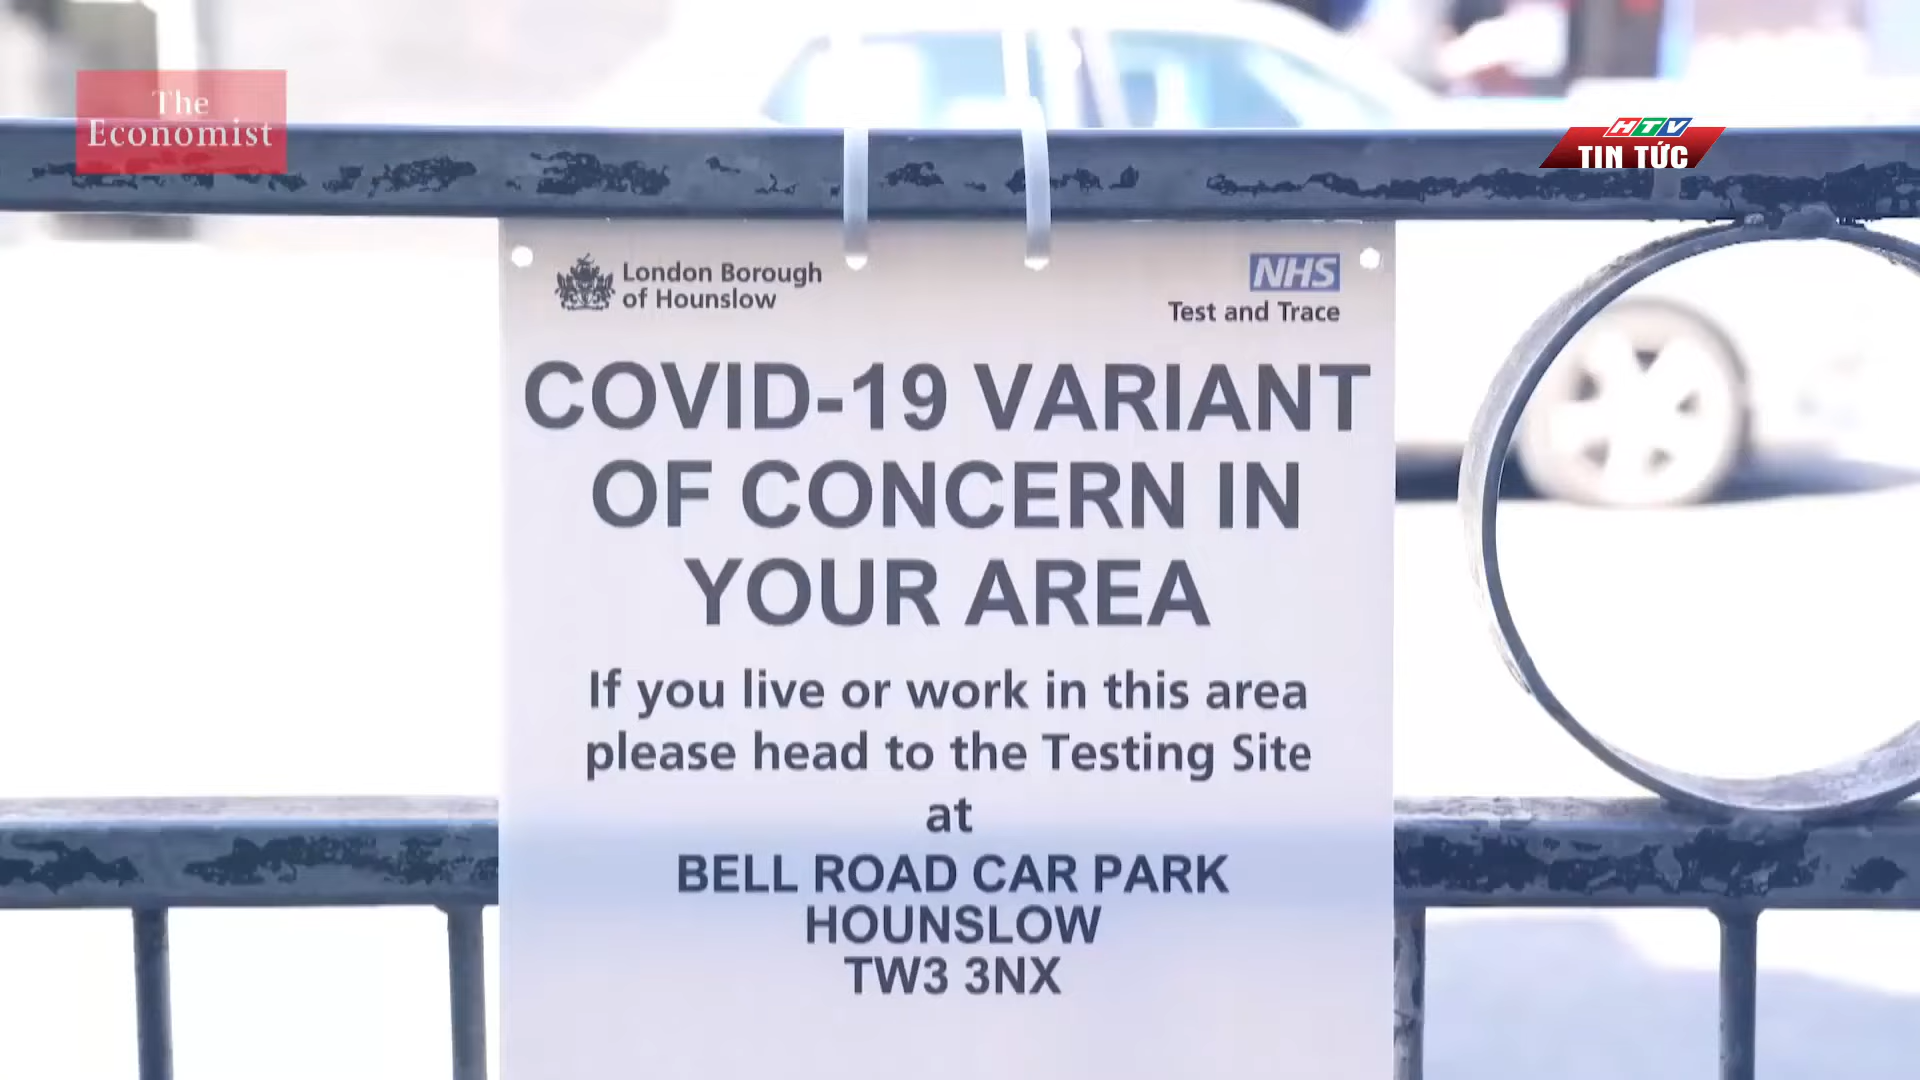 The
Economist
HTV
TIN TỨC
London Borough
of Hounslow
NHS
Test and Trace
COVID-19 VARIANT
OF CONCERN IN
YOUR AREA
If you live or work in this area
please head to the Testing Site
at
BELL ROAD CAR PARK
HOUNSLOW
TW3 3NX